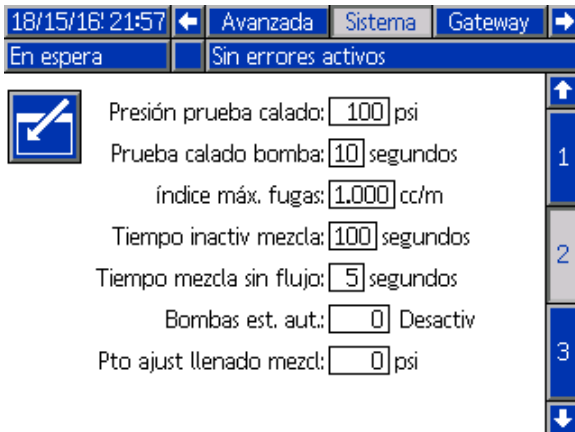 18/15/16' 21:57 Avanzada Sistema Gateway
En espera Sin errores activos
Presión prueba calado: 100 psi
Prueba calado bomba: 10 segundos
índice máx. fugas: 1.000 cc/m
Tiempo inactiv mezcla: 100 segundos
Tiempo mezcla sin flujo: 5 segundos
Bombas est. aut.: 0 Desactiv
Pto ajust llenado mezcl: 0 psi
1
2
3